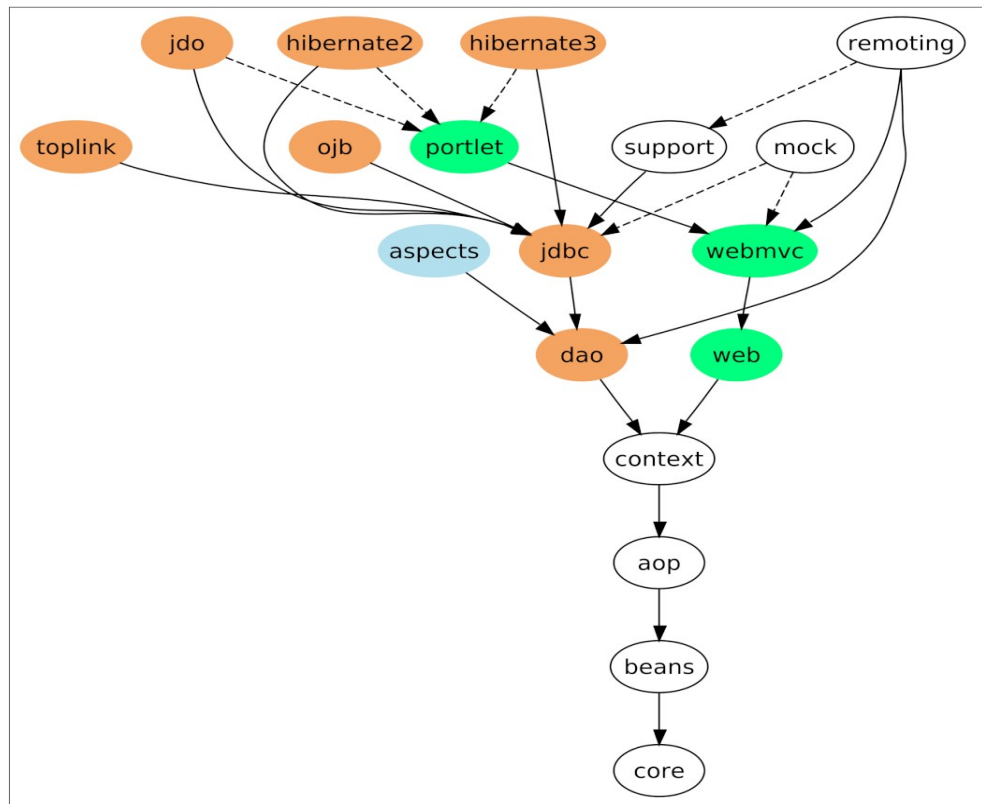 jdo
hibernate2
hibernate3
remoting
toplink
ojb
portlet
support
mock
aspects
jdbc
webmvc
dao
web
context
aop
beans
core